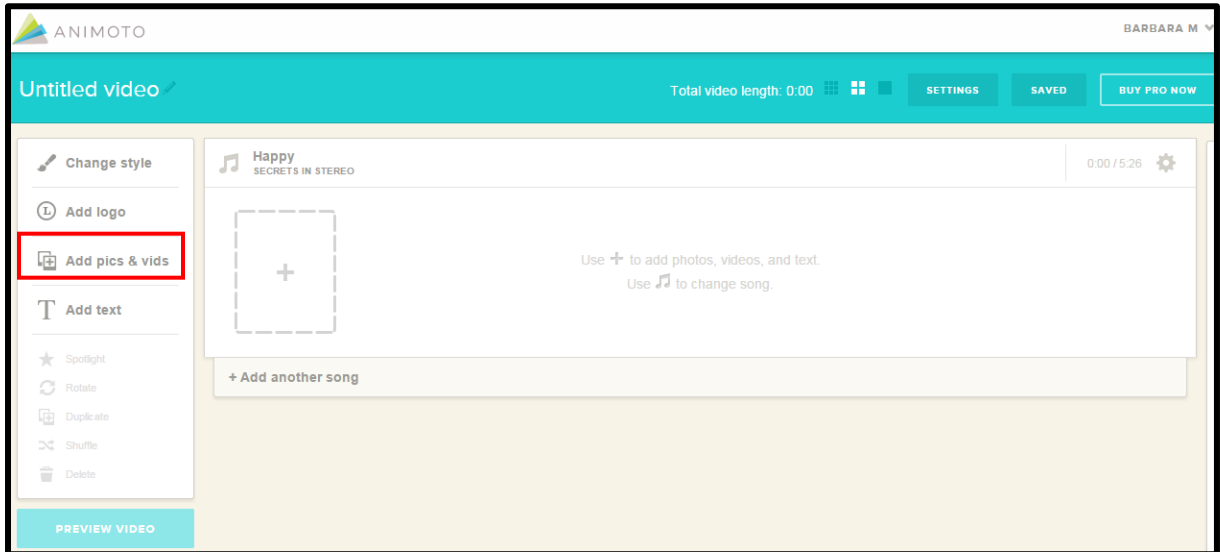 ANIMOTO
BARBARA M
Untitled video
Total video length: 0:00
SETTINGS
SAVED
BUY PRO NOW
Change style
Add logo
Add pics & vids
Add text
Spotlight
Rotate
Duplicate
Shuffle
Delete
PREVIEW VIDEO
Happy
SECRETS IN STEREO
0:00 / 5:26
Use + to add photos, videos, and text.
Use ♫ to change song.
+ Add another song